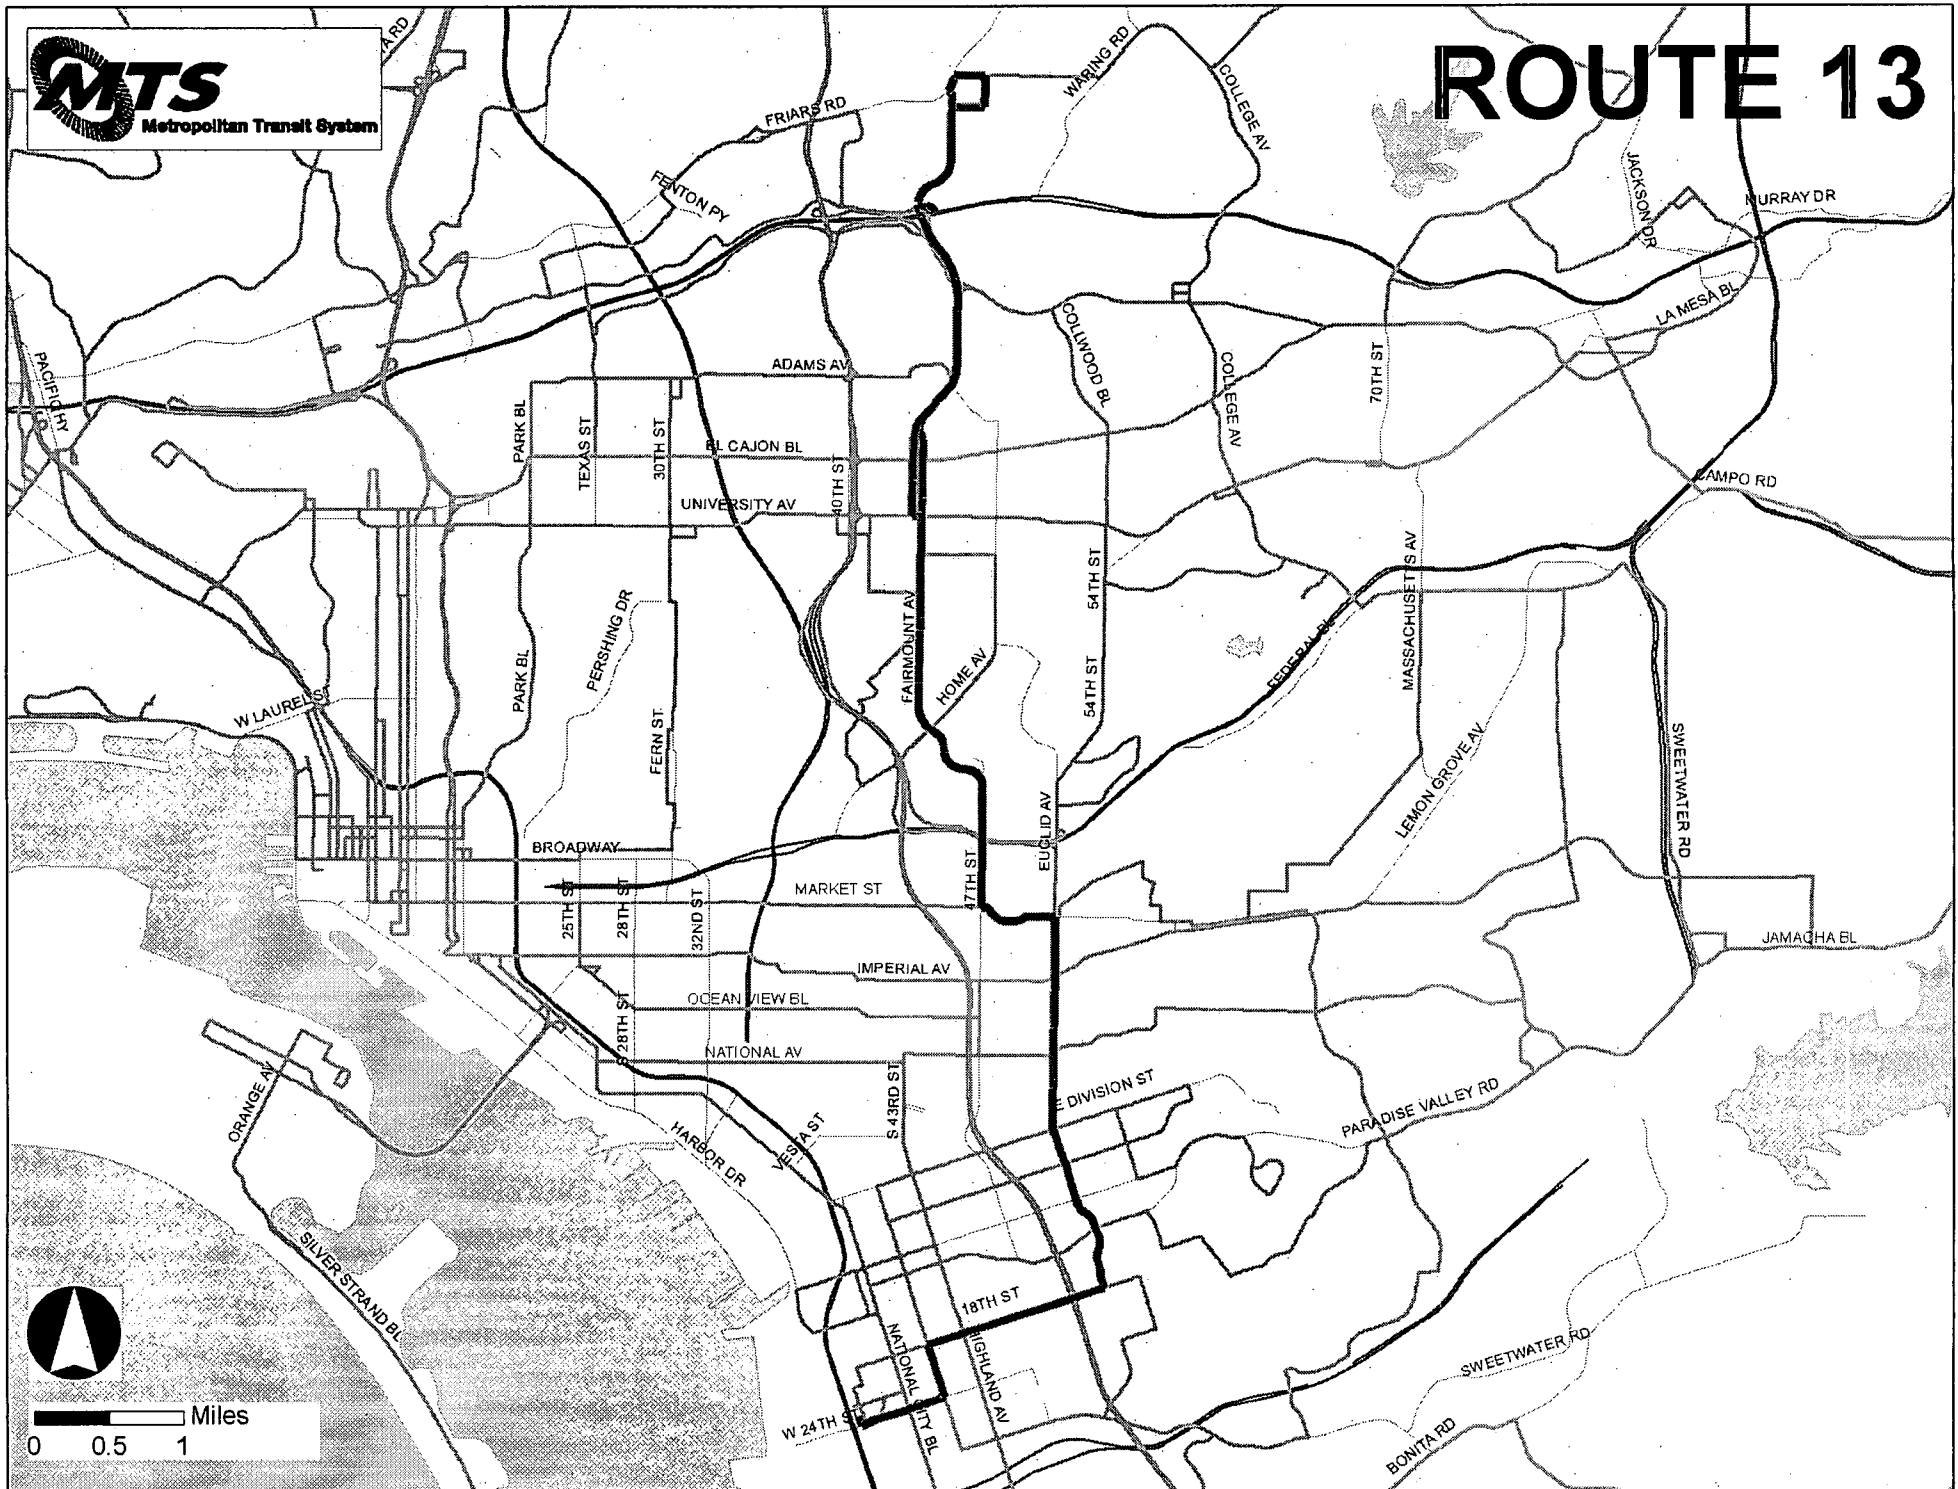 MTS
Metropolitan Transit System
ROUTE 13
A RD
WARING RD
COLLEGE AV
FRIARS RD
JACKSON DR
MURRAY DR
FENTON PY
LA MESA BL
COLLWOOD BL
PACIFIC HY
ADAMS AV
70TH ST
COLLEGE AV
PARK BL
TEXAS ST
30TH ST
EL CAJON BL
40TH ST
CAMPO RD
UNIVERSITY AV
54TH ST
MASSACHUSETTS AV
PERSHING DR
FAIRMOUNT AV
FEDERAL BL
PARK BL
HOME AV
54TH ST
W LAUREL ST
FERN ST
SWEETWATER RD
LEMON GROVE AV
EUCLID AV
BROADWAY
47TH ST
MARKET ST
25TH ST
28TH ST
32ND ST
JAMACHA BL
IMPERIAL AV
OCEAN VIEW BL
S 28TH ST
NATIONAL AV
S 43RD ST
E DIVISION ST
ORANGE AV
PARADISE VALLEY RD
HARBOR DR
VESTA ST
SILVER STRAND BL
18TH ST
NATIONAL CITY BL
HIGHLAND AV
SWEETWATER RD
W 24TH ST
BONITA RD
Miles
0 0.5 1